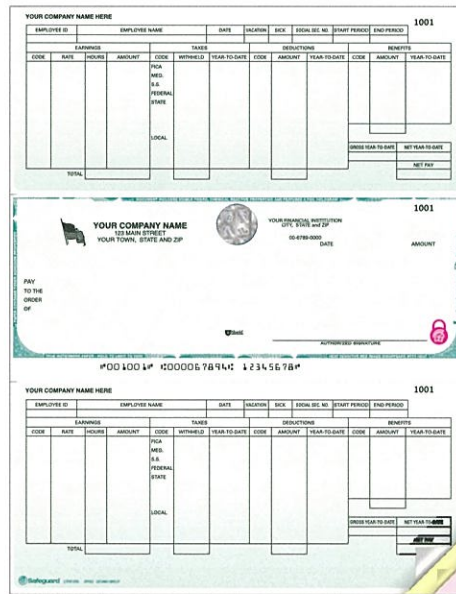 YOUR COMPANY NAME HERE
1001
EMPLOYEE ID EMPLOYEE NAME DATE VACATION SICK SOCIAL SEC. NO. START PERIOD END PERIOD
EARNINGS TAXES DEDUCTIONS BENEFITS
CODE RATE HOURS AMOUNT CODE WITHHELD YEAR-TO-DATE CODE AMOUNT YEAR-TO-DATE CODE AMOUNT YEAR-TO-DATE
FICA
MED.
S.S.
FEDERAL
STATE
LOCAL
GROSS YEAR-TO-DATE NET YEAR-TO-DATE
NET PAY
TOTAL
1001
YOUR COMPANY NAME
123 MAIN STREET
YOUR TOWN, STATE AND ZIP
YOUR FINANCIAL INSTITUTION
CITY, STATE and ZIP
00-6789-0000
DATE AMOUNT
PAY
TO THE
ORDER
OF
AUTHORIZED SIGNATURE
⑈001001⑈ ⑆000067894⑆ 12345678⑈
YOUR COMPANY NAME HERE
1001
EMPLOYEE ID EMPLOYEE NAME DATE VACATION SICK SOCIAL SEC. NO. START PERIOD END PERIOD
EARNINGS TAXES DEDUCTIONS BENEFITS
CODE RATE HOURS AMOUNT CODE WITHHELD YEAR-TO-DATE CODE AMOUNT YEAR-TO-DATE CODE AMOUNT YEAR-TO-DATE
FICA
MED.
S.S.
FEDERAL
STATE
LOCAL
GROSS YEAR-TO-DATE NET YEAR-TO-DATE
NET PAY
TOTAL
Safeguard